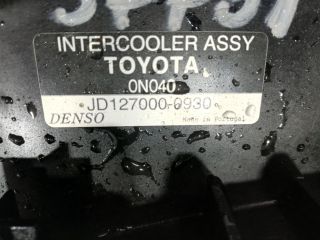 INTERCOOLER ASSY
TOYOTA
0N040
JD127000-0930
DENSO Made in Portugal